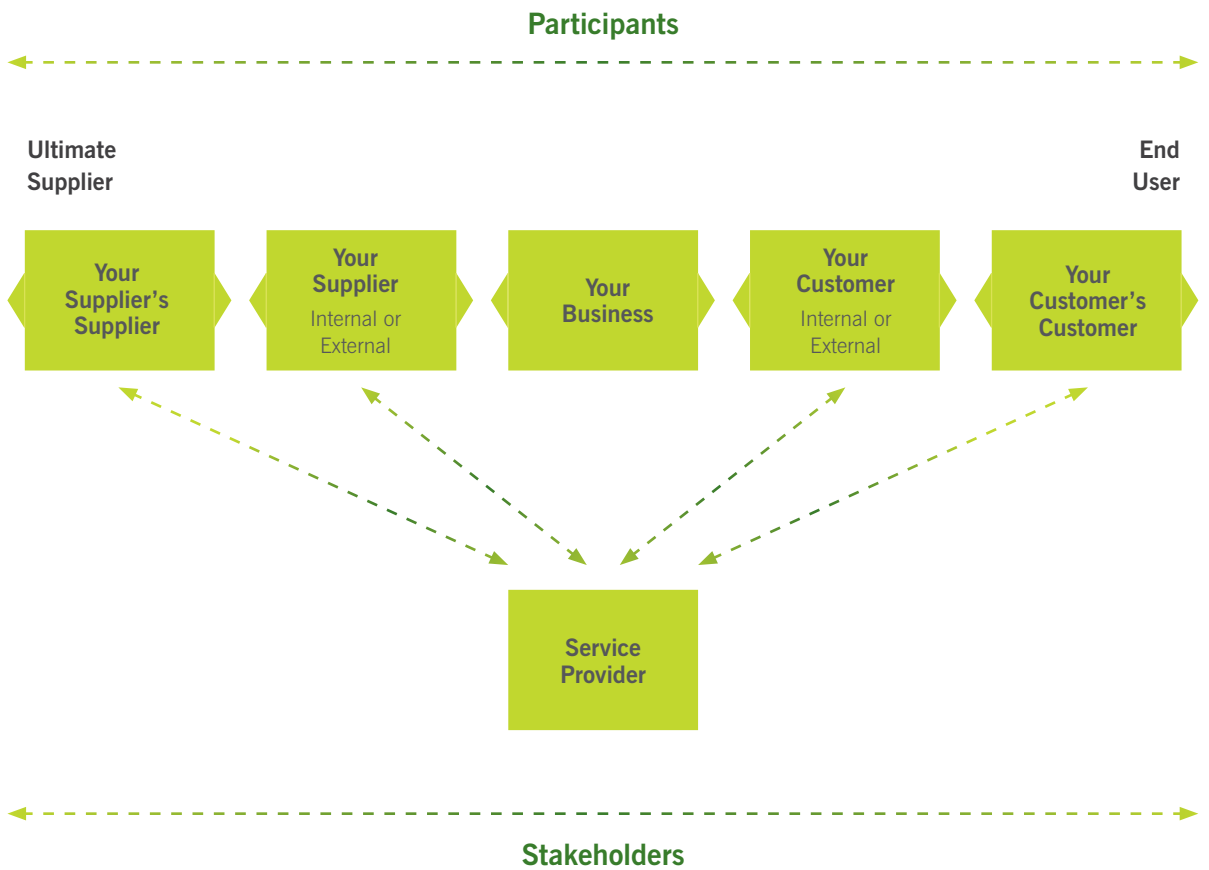 Participants
Ultimate
Supplier
End
User
Your
Supplier’s
Supplier
Your
Supplier
Internal or
External
Your
Business
Your
Customer
Internal or
External
Your
Customer’s
Customer
Service
Provider
Stakeholders